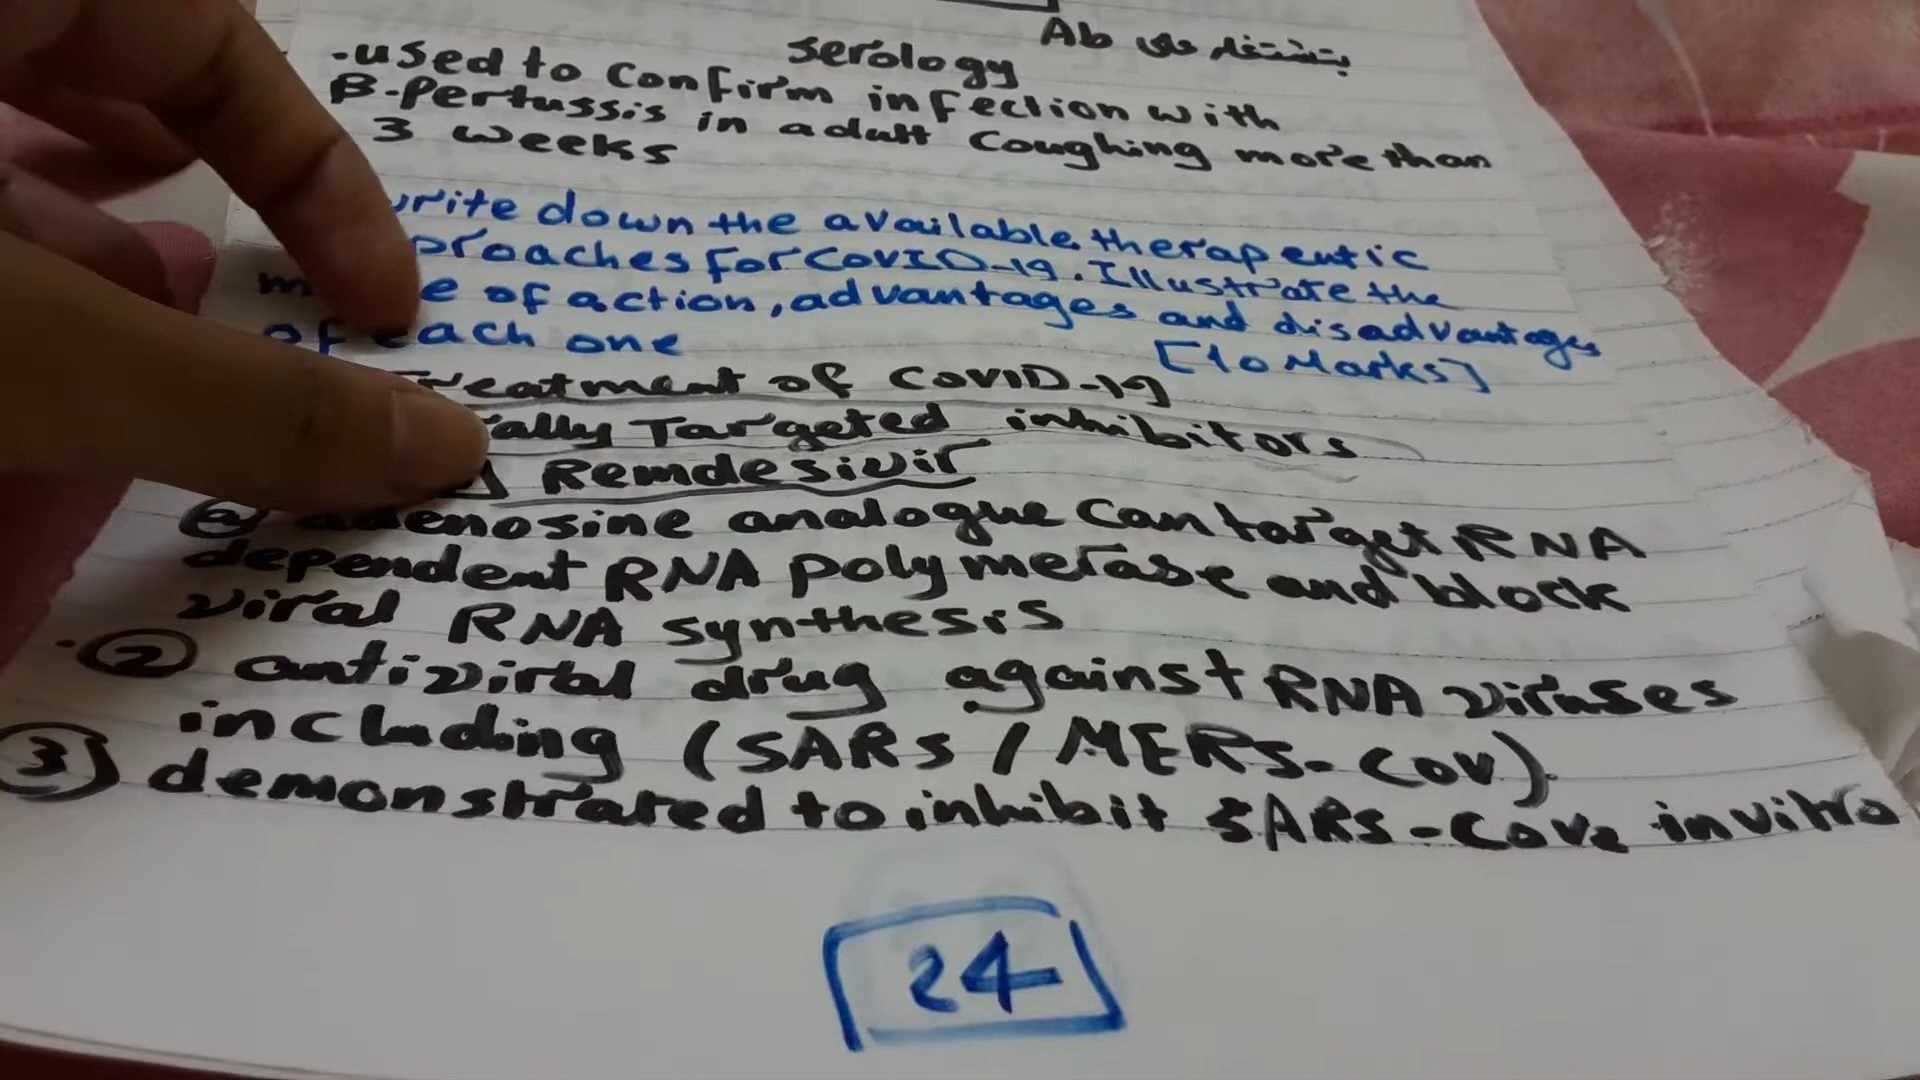 Ab بتشتغل على
serology
-used to confirm infection with
B-Pertussis in adult coughing more than
3 weeks
write down the available therapeutic
proaches for COVID-19. Illustrate the
e of action, advantages and disadvantages
of each one
[10 Marks]
Treatment of COVID-19
Targeted inhibitors
Remdesivir
adenosine analogue can target RNA
dependent RNA polymerase and block
viral RNA synthesis
② antiviral drug against RNA viruses
including (SARS / MERS-COV).
③ demonstrated to inhibit SARS-Cov2 invitro
24